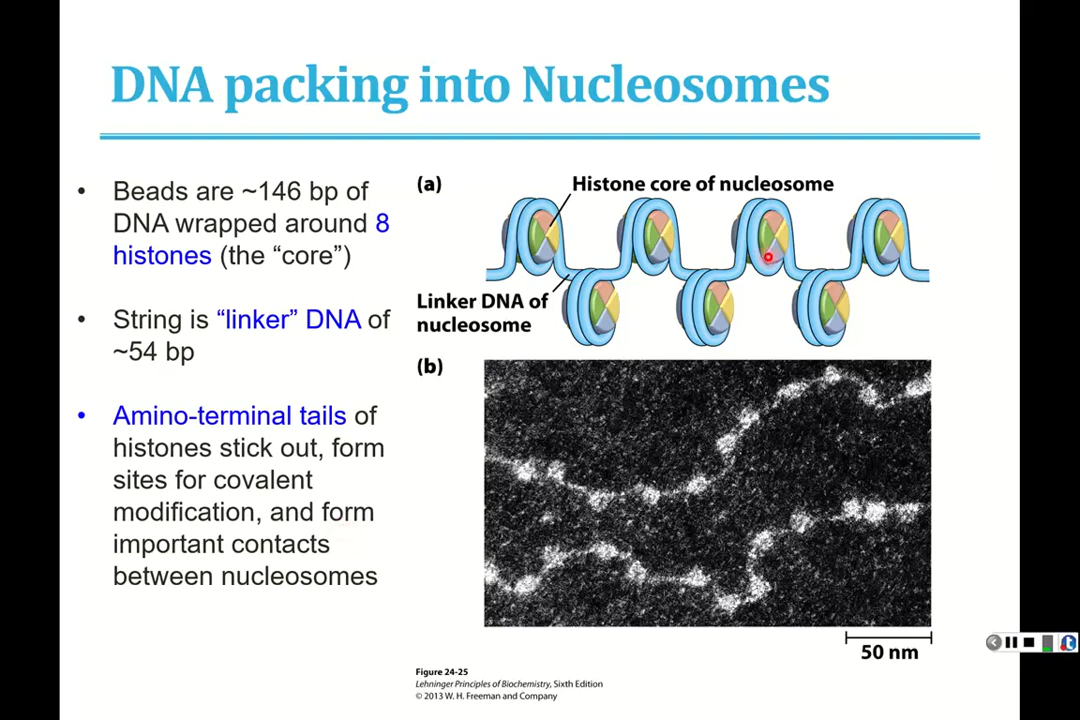 DNA packing into Nucleosomes
• Beads are ~146 bp of
DNA wrapped around 8
histones (the “core”)
• String is “linker” DNA of
~54 bp
• Amino-terminal tails of
histones stick out, form
sites for covalent
modification, and form
important contacts
between nucleosomes
(a)
Histone core of nucleosome
Linker DNA of
nucleosome
(b)
50 nm
Figure 24-25
Lehninger Principles of Biochemistry, Sixth Edition
© 2013 W. H. Freeman and Company